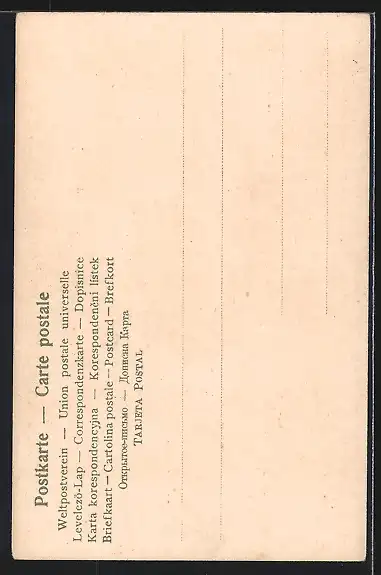 Postkarte — Carte postale
Weltpostverein — Union postale universelle
Levelező-Lap — Correspondenzkarte — Dopisnice
Karta korespondencyjna — Korespondenční lístek
Briefkaart — Cartolina postale — Postcard — Brefkort
Открытое-письмо — Дописна Карта
TARJETA POSTAL